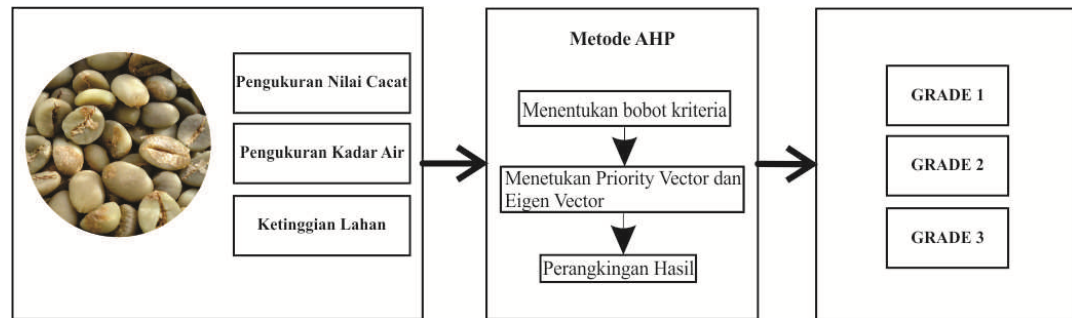 Pengukuran Nilai Cacat
Pengukuran Kadar Air
Ketinggian Lahan
Metode AHP
Menentukan bobot kriteria
Menetukan Priority Vector dan
Eigen Vector
Perangkingan Hasil
GRADE 1
GRADE 2
GRADE 3